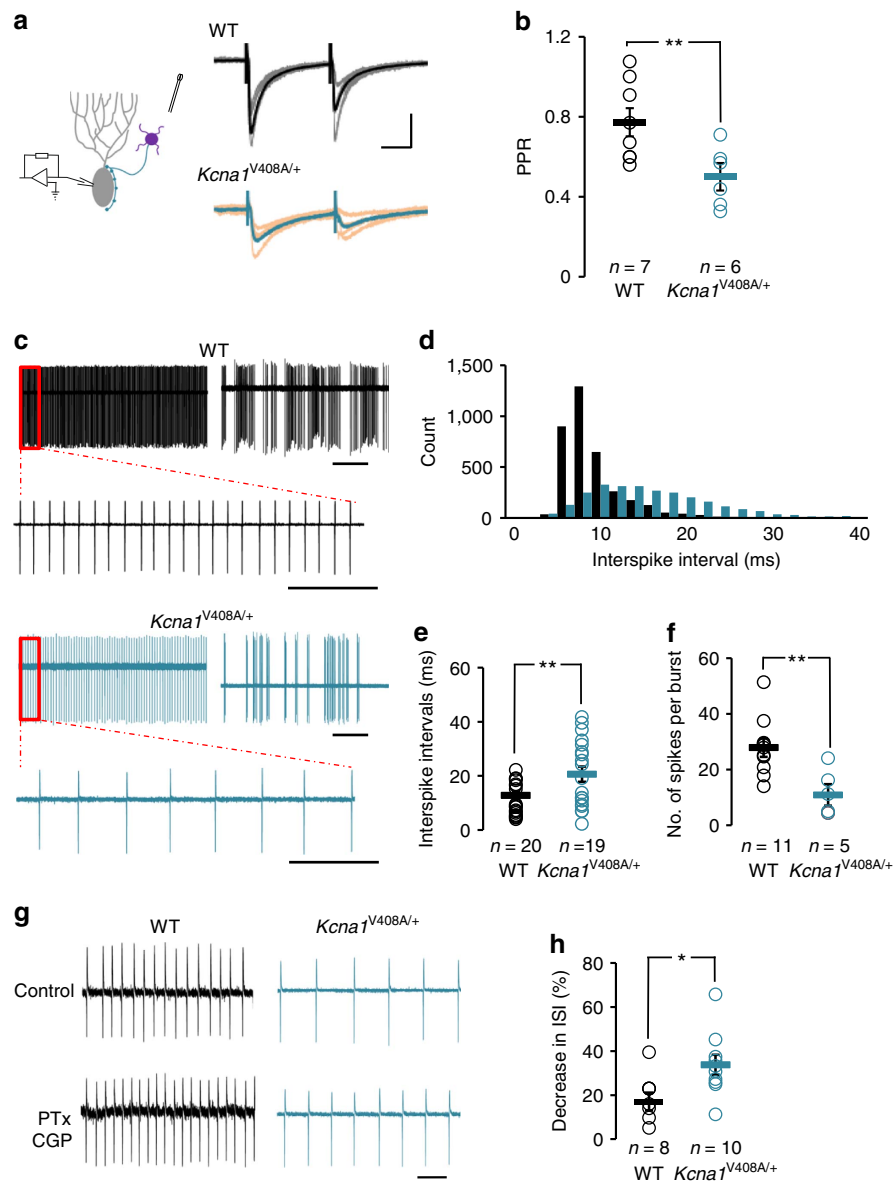 a
WT
Kcna1V408A/+
b
**
1.2
0.8
0.4
0
PPR
n = 7
n = 6
WT
Kcna1V408A/+
c
WT
Kcna1V408A/+
d
1,500
1,000
500
0
Count
0
10
20
30
40
Interspike interval (ms)
e
**
60
40
20
0
Interspike intervals (ms)
n = 20
n =19
WT
Kcna1V408A/+
f
**
60
40
20
0
No. of spikes per burst
n = 11
n = 5
WT
Kcna1V408A/+
g
WT
Kcna1V408A/+
Control
PTx
CGP
h
*
80
60
40
20
0
Decrease in ISI (%)
n = 8
n = 10
WT
Kcna1V408A/+